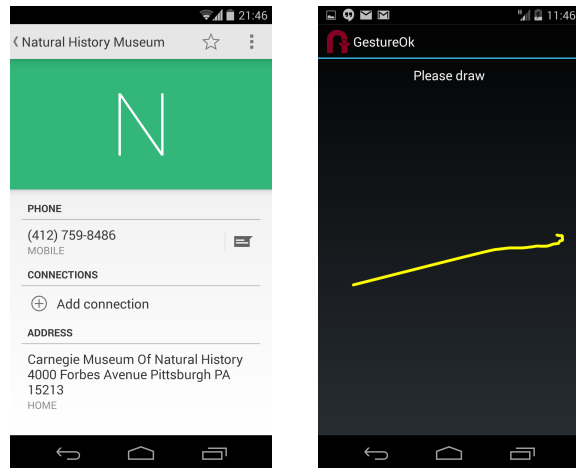 21:46
Natural History Museum
N
PHONE
(412) 759-8486
MOBILE
CONNECTIONS
Add connection
ADDRESS
Carnegie Museum Of Natural History
4000 Forbes Avenue Pittsburgh PA
15213
HOME
11:46
GestureOk
Please draw